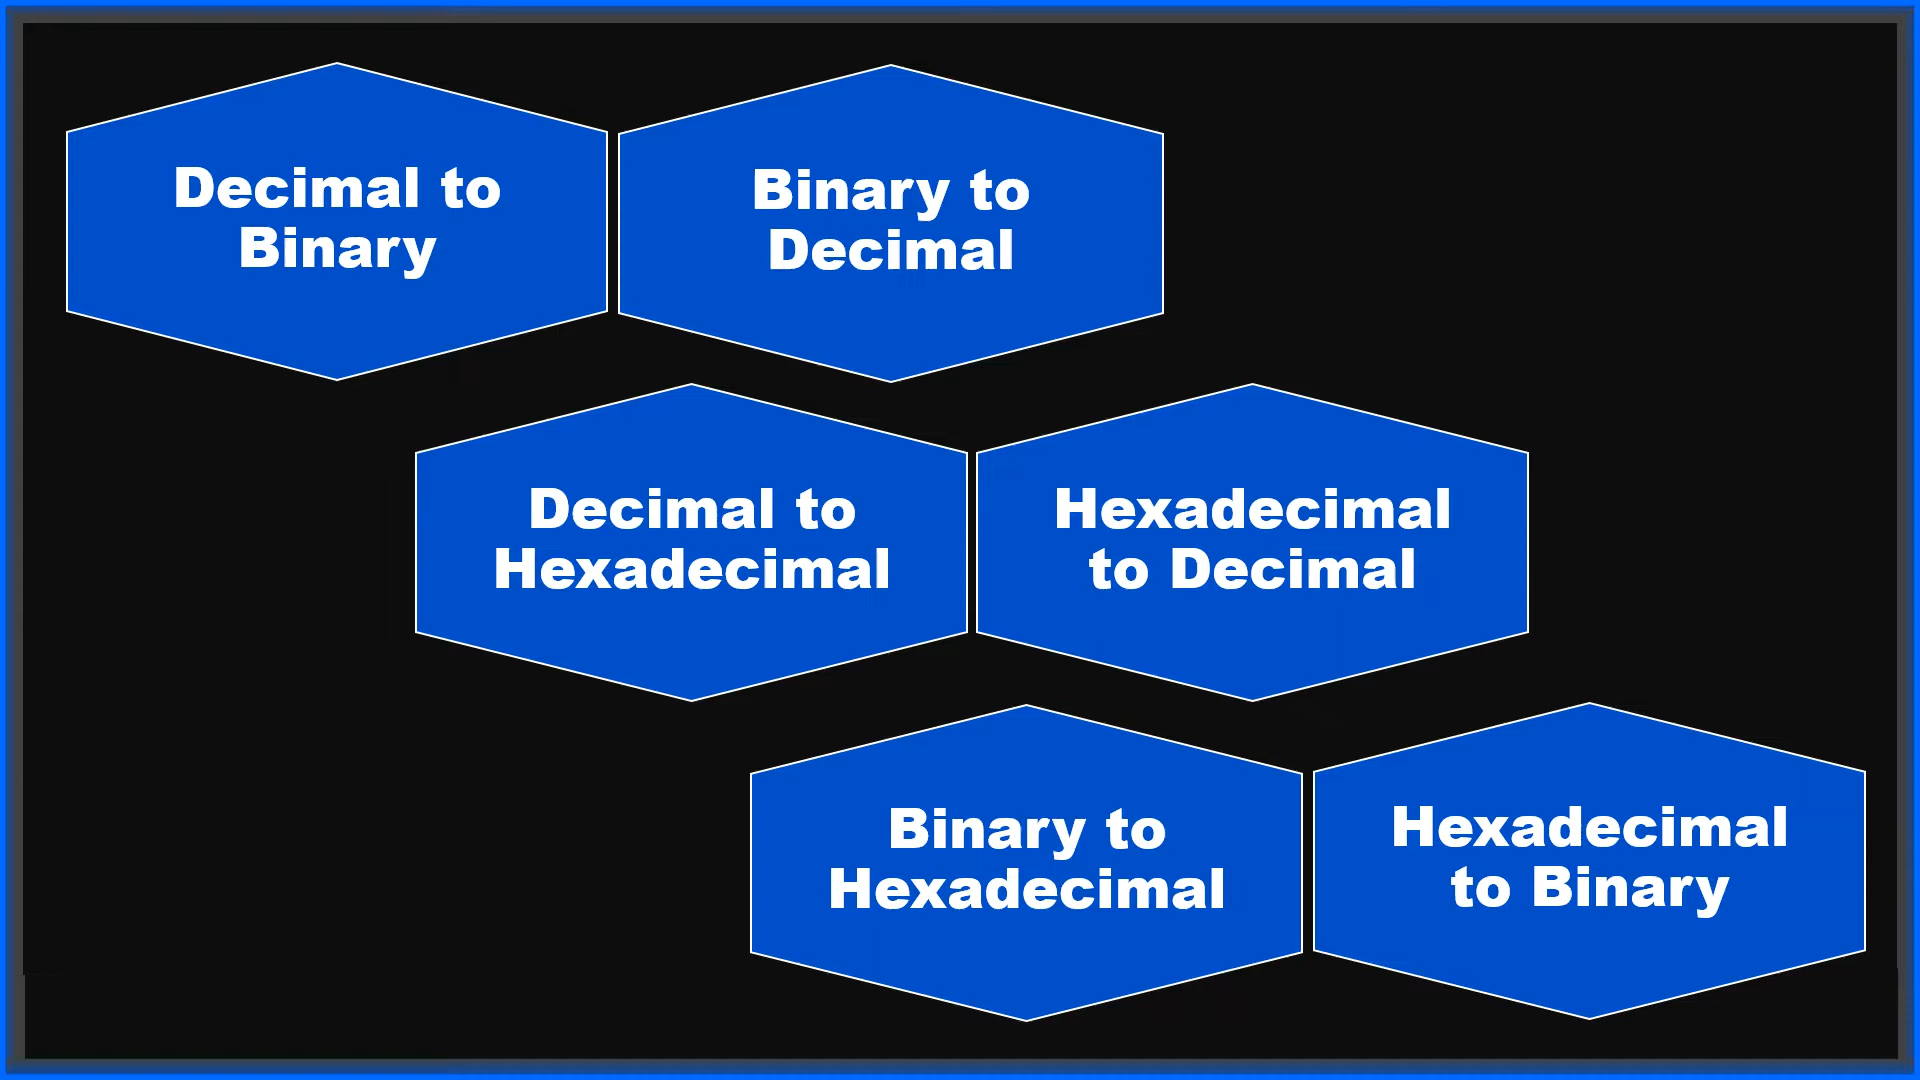 Decimal to
Binary
Binary to
Decimal
Decimal to
Hexadecimal
Hexadecimal
to Decimal
Binary to
Hexadecimal
Hexadecimal
to Binary